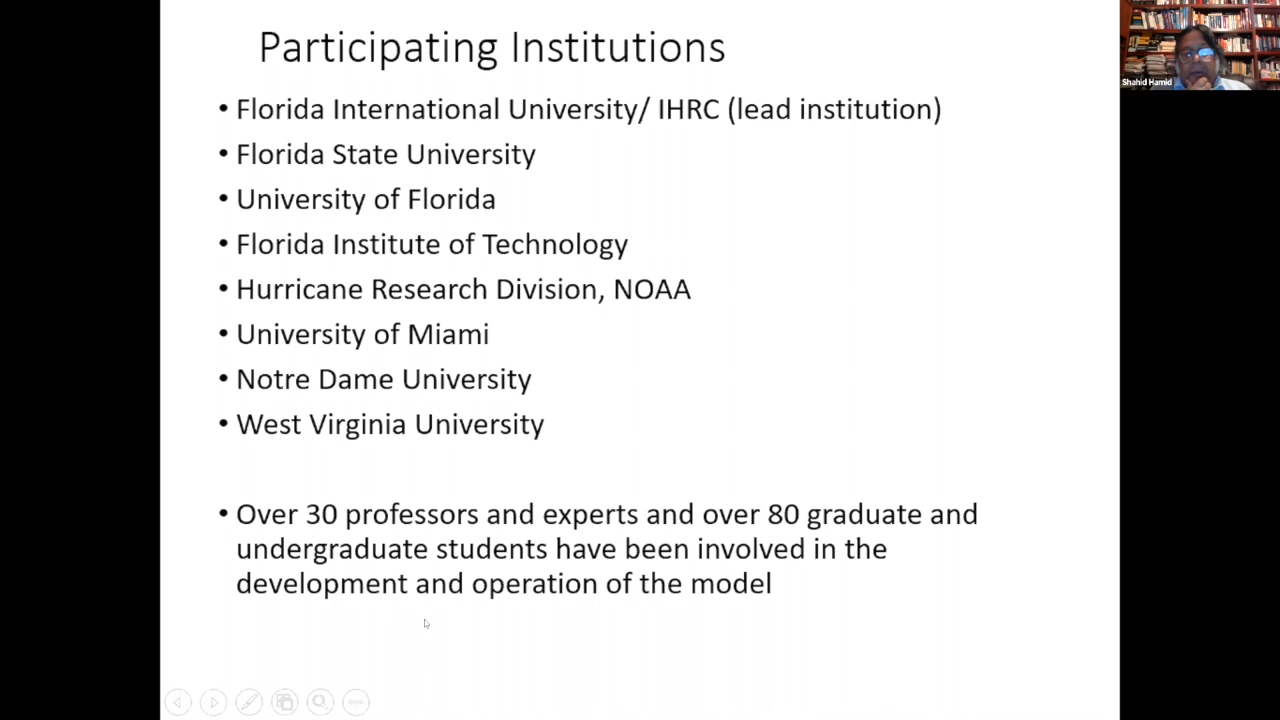 Participating Institutions
• Florida International University/ IHRC (lead institution)
• Florida State University
• University of Florida
• Florida Institute of Technology
• Hurricane Research Division, NOAA
• University of Miami
• Notre Dame University
• West Virginia University
• Over 30 professors and experts and over 80 graduate and
undergraduate students have been involved in the
development and operation of the model
Shahid Hamid